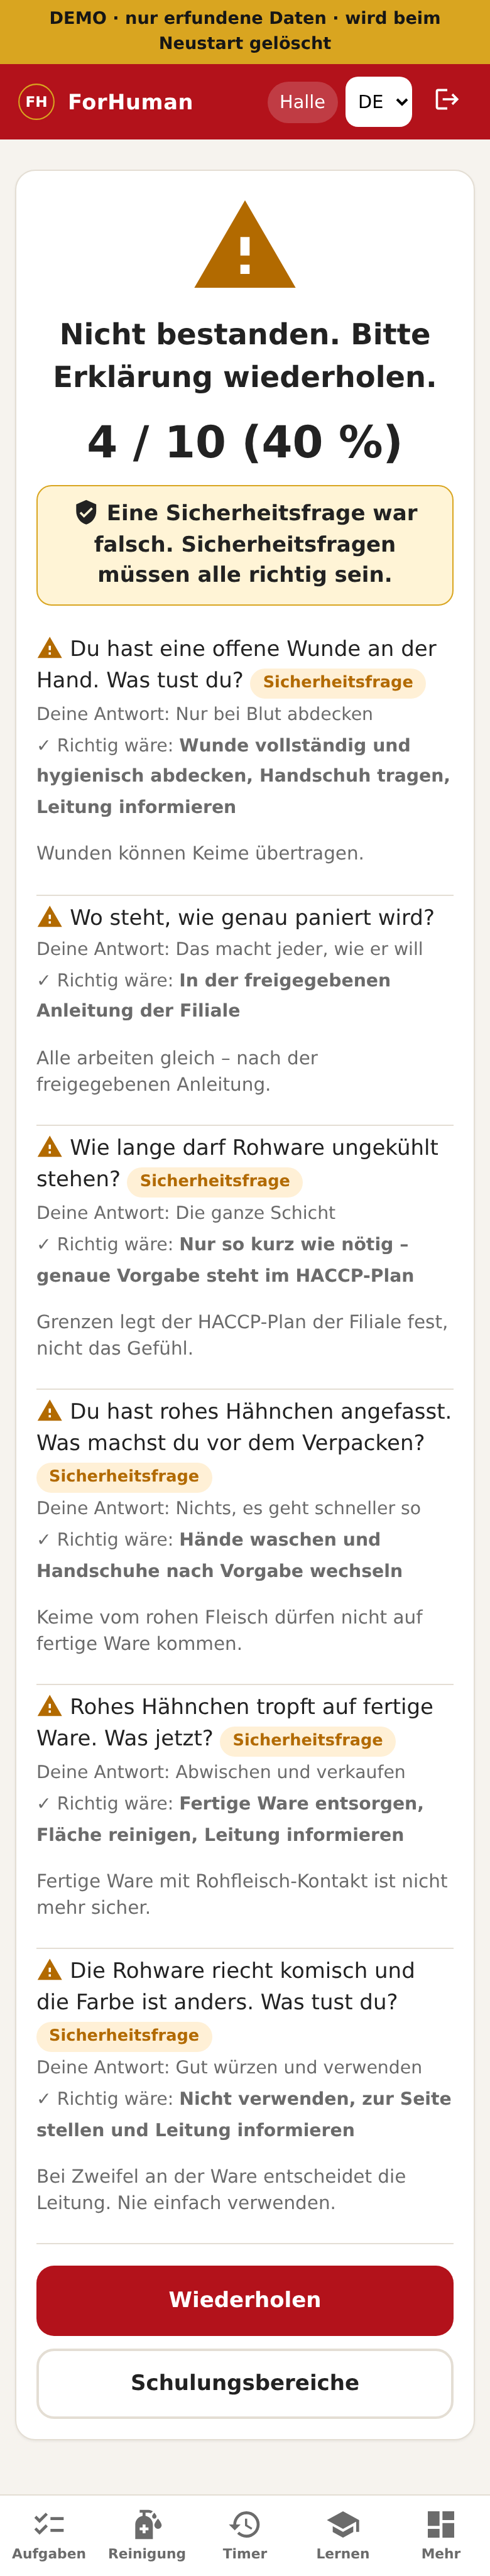 DEMO · nur erfundene Daten · wird beim
Neustart gelöscht
FH ForHuman Halle DE
Nicht bestanden. Bitte
Erklärung wiederholen.
4 / 10 (40 %)
Eine Sicherheitsfrage war
falsch. Sicherheitsfragen
müssen alle richtig sein.
Du hast eine offene Wunde an der
Hand. Was tust du? Sicherheitsfrage
Deine Antwort: Nur bei Blut abdecken
✓ Richtig wäre: Wunde vollständig und
hygienisch abdecken, Handschuh tragen,
Leitung informieren
Wunden können Keime übertragen.
Wo steht, wie genau paniert wird?
Deine Antwort: Das macht jeder, wie er will
✓ Richtig wäre: In der freigegebenen
Anleitung der Filiale
Alle arbeiten gleich – nach der
freigegebenen Anleitung.
Wie lange darf Rohware ungekühlt
stehen? Sicherheitsfrage
Deine Antwort: Die ganze Schicht
✓ Richtig wäre: Nur so kurz wie nötig –
genaue Vorgabe steht im HACCP-Plan
Grenzen legt der HACCP-Plan der Filiale fest,
nicht das Gefühl.
Du hast rohes Hähnchen angefasst.
Was machst du vor dem Verpacken?
Sicherheitsfrage
Deine Antwort: Nichts, es geht schneller so
✓ Richtig wäre: Hände waschen und
Handschuhe nach Vorgabe wechseln
Keime vom rohen Fleisch dürfen nicht auf
fertige Ware kommen.
Rohes Hähnchen tropft auf fertige
Ware. Was jetzt? Sicherheitsfrage
Deine Antwort: Abwischen und verkaufen
✓ Richtig wäre: Fertige Ware entsorgen,
Fläche reinigen, Leitung informieren
Fertige Ware mit Rohfleisch-Kontakt ist nicht
mehr sicher.
Die Rohware riecht komisch und
die Farbe ist anders. Was tust du?
Sicherheitsfrage
Deine Antwort: Gut würzen und verwenden
✓ Richtig wäre: Nicht verwenden, zur Seite
stellen und Leitung informieren
Bei Zweifel an der Ware entscheidet die
Leitung. Nie einfach verwenden.
Wiederholen
Schulungsbereiche
Aufgaben Reinigung Timer Lernen Mehr